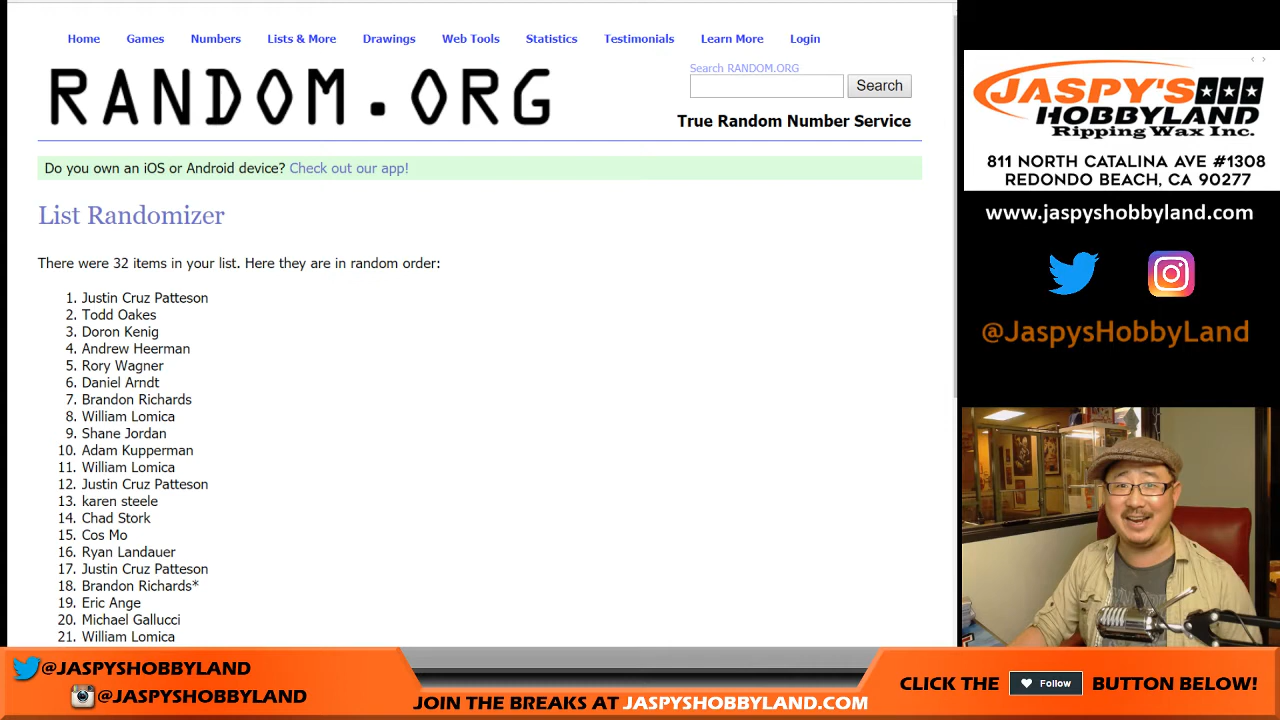 Home Games Numbers Lists & More Drawings Web Tools Statistics Testimonials Learn More Login
RANDOM.ORG
Search RANDOM.ORG
Search
True Random Number Service
Do you own an iOS or Android device? Check out our app!
List Randomizer
There were 32 items in your list. Here they are in random order:
1. Justin Cruz Patteson
2. Todd Oakes
3. Doron Kenig
4. Andrew Heerman
5. Rory Wagner
6. Daniel Arndt
7. Brandon Richards
8. William Lomica
9. Shane Jordan
10. Adam Kupperman
11. William Lomica
12. Justin Cruz Patteson
13. karen steele
14. Chad Stork
15. Cos Mo
16. Ryan Landauer
17. Justin Cruz Patteson
18. Brandon Richards*
19. Eric Ange
20. Michael Gallucci
21. William Lomica
JASPY'S
HOBBYLAND
Ripping Wax Inc.
811 NORTH CATALINA AVE #1308
REDONDO BEACH, CA 90277
www.jaspyshobbyland.com
@JaspysHobbyLand
@JASPYSHOBBYLAND
@JASPYSHOBBYLAND
JOIN THE BREAKS AT JASPYSHOBBYLAND.COM
CLICK THE Follow BUTTON BELOW!